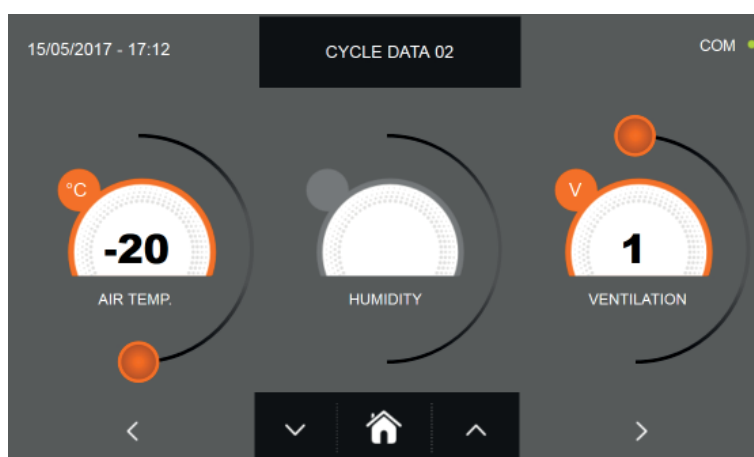 15/05/2017 - 17:12
CYCLE DATA 02
COM
°C
-20
AIR TEMP.
HUMIDITY
V
1
VENTILATION